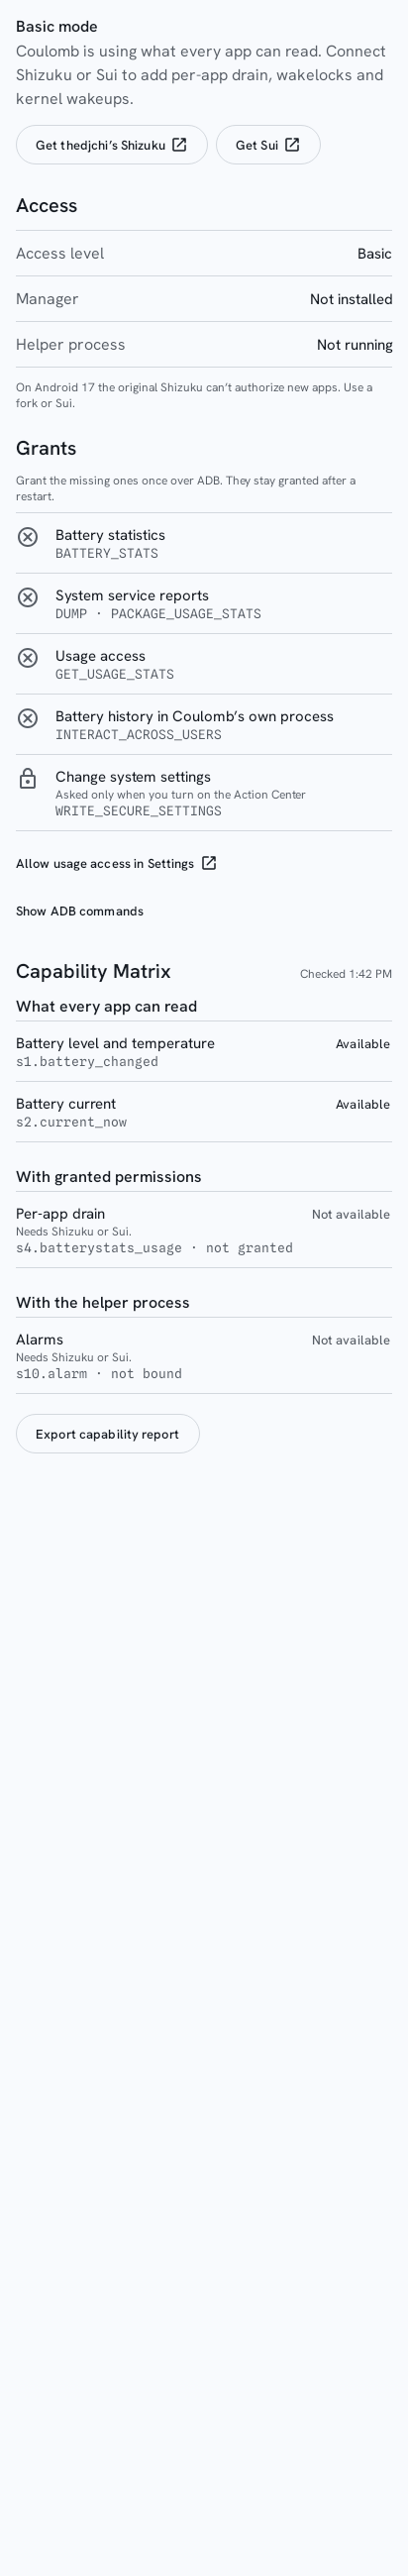 Basic mode
Coulomb is using what every app can read. Connect
Shizuku or Sui to add per-app drain, wakelocks and
kernel wakeups.
Get thedjchi’s Shizuku
Get Sui
Access
Access level Basic
Manager Not installed
Helper process Not running
On Android 17 the original Shizuku can’t authorize new apps. Use a
fork or Sui.
Grants
Grant the missing ones once over ADB. They stay granted after a
restart.
Battery statistics
BATTERY_STATS
System service reports
DUMP · PACKAGE_USAGE_STATS
Usage access
GET_USAGE_STATS
Battery history in Coulomb’s own process
INTERACT_ACROSS_USERS
Change system settings
Asked only when you turn on the Action Center
WRITE_SECURE_SETTINGS
Allow usage access in Settings
Show ADB commands
Capability Matrix Checked 1:42 PM
What every app can read
Battery level and temperature Available
s1.battery_changed
Battery current Available
s2.current_now
With granted permissions
Per-app drain Not available
Needs Shizuku or Sui.
s4.batterystats_usage · not granted
With the helper process
Alarms Not available
Needs Shizuku or Sui.
s10.alarm · not bound
Export capability report